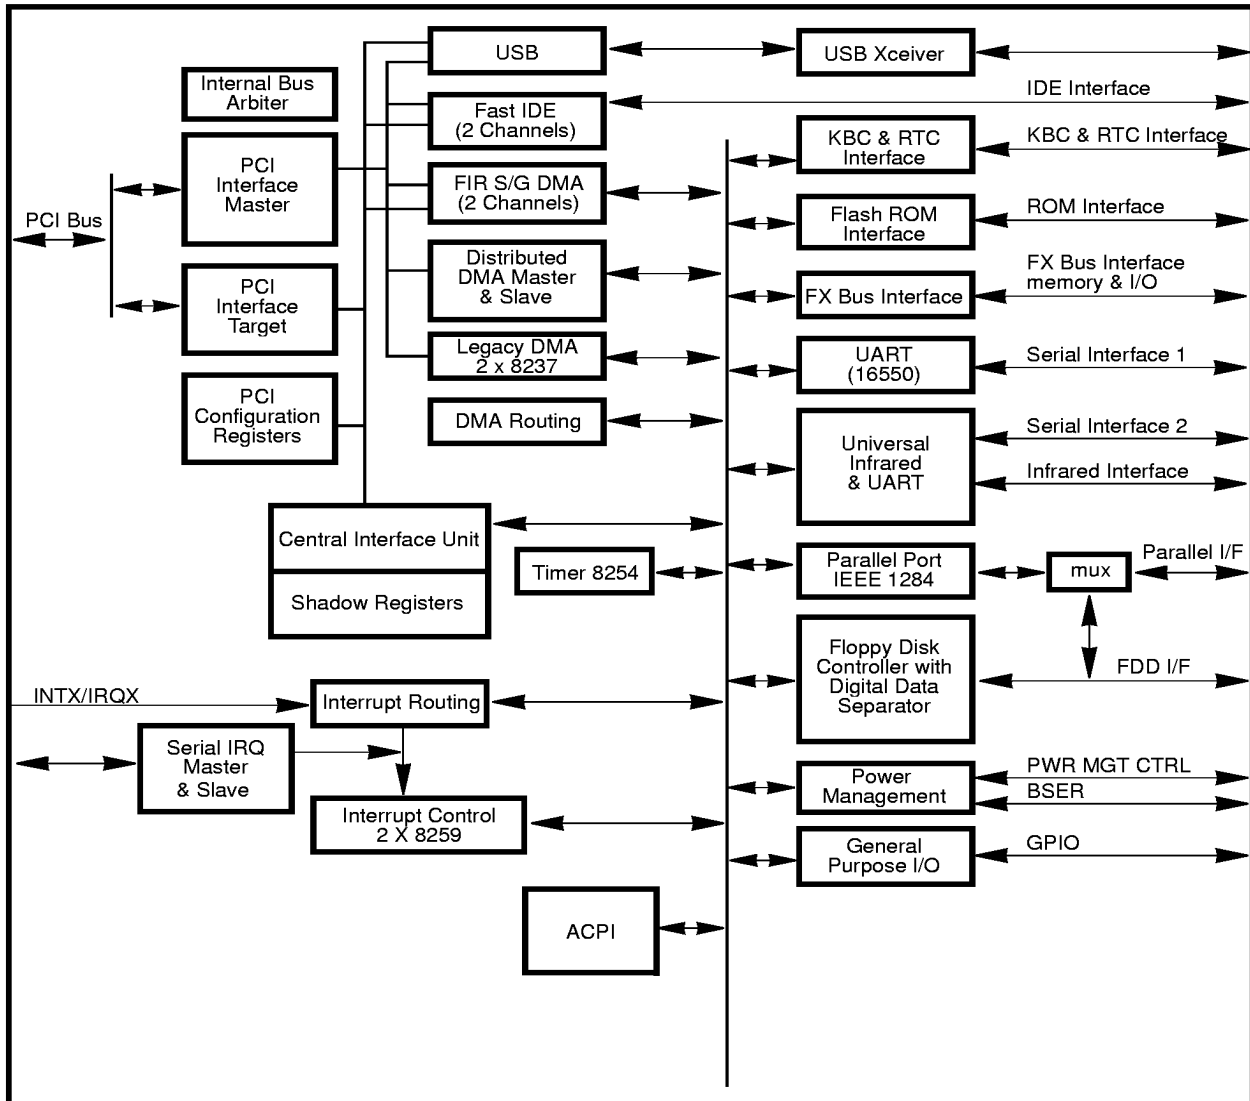 USB
USB Xceiver
Internal Bus
Arbiter
Fast IDE
(2 Channels)
IDE Interface
KBC & RTC
Interface
KBC & RTC Interface
PCI
Interface
Master
FIR S/G DMA
(2 Channels)
Flash ROM
Interface
ROM Interface
PCI Bus
Distributed
DMA Master
& Slave
FX Bus Interface
FX Bus Interface
memory & I/O
PCI
Interface
Target
Legacy DMA
2 x 8237
UART
(16550)
Serial Interface 1
PCI
Configuration
Registers
DMA Routing
Universal
Infrared
& UART
Serial Interface 2
Infrared Interface
Central Interface Unit
Shadow Registers
Timer 8254
Parallel Port
IEEE 1284
mux
Parallel I/F
Floppy Disk
Controller with
Digital Data
Separator
FDD I/F
INTX/IRQX
Interrupt Routing
Serial IRQ
Master
& Slave
Power
Management
PWR MGT CTRL
BSER
Interrupt Control
2 X 8259
General
Purpose I/O
GPIO
ACPI